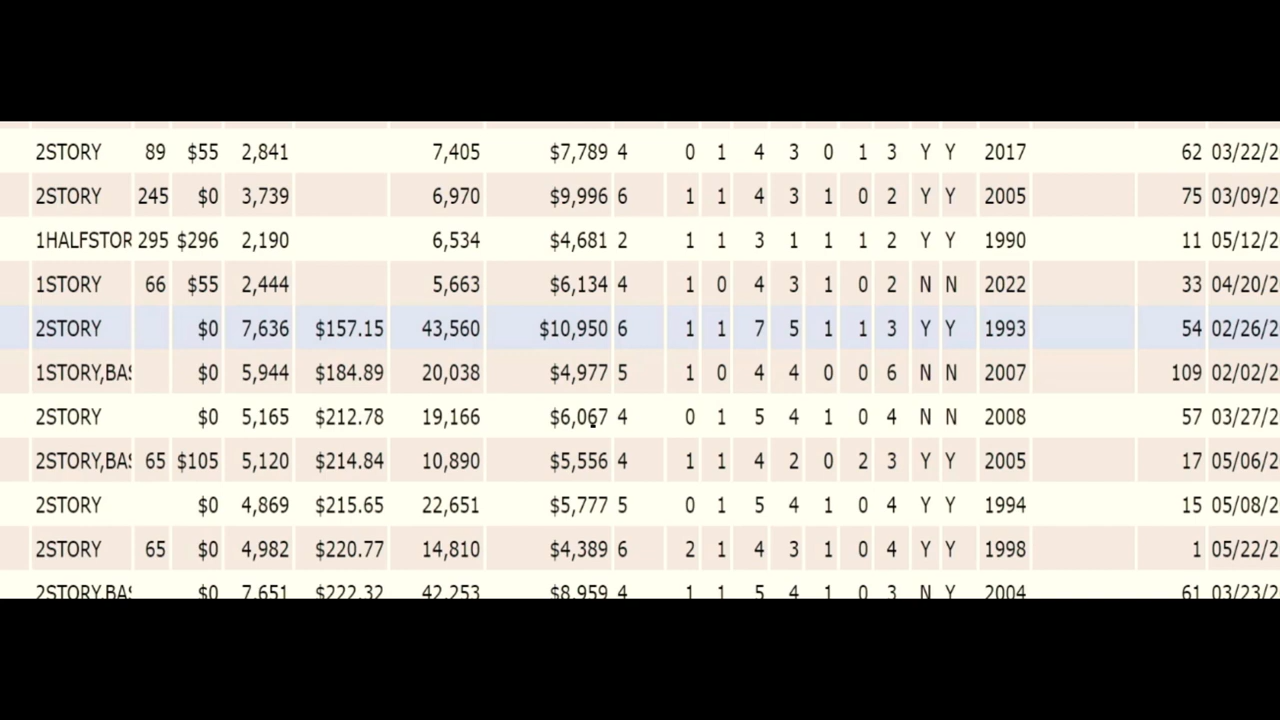 2STORY 89 $55 2,841 7,405 $7,789 4 0 1 4 3 0 1 3 Y Y 2017 62 03/22/2
2STORY 245 $0 3,739 6,970 $9,996 6 1 1 4 3 1 0 2 Y Y 2005 75 03/09/2
1HALFSTOR 295 $296 2,190 6,534 $4,681 2 1 1 3 1 1 1 2 Y Y 1990 11 05/12/2
1STORY 66 $55 2,444 5,663 $6,134 4 1 0 4 3 1 0 2 N N 2022 33 04/20/2
2STORY $0 7,636 $157.15 43,560 $10,950 6 1 1 7 5 1 1 3 Y Y 1993 54 02/26/2
1STORY,BAS $0 5,944 $184.89 20,038 $4,977 5 1 0 4 4 0 0 6 N N 2007 109 02/02/2
2STORY $0 5,165 $212.78 19,166 $6,067 4 0 1 5 4 1 0 4 N N 2008 57 03/27/2
2STORY,BAS 65 $105 5,120 $214.84 10,890 $5,556 4 1 1 4 2 0 2 3 Y Y 2005 17 05/06/2
2STORY $0 4,869 $215.65 22,651 $5,777 5 0 1 5 4 1 0 4 Y Y 1994 15 05/08/2
2STORY 65 $0 4,982 $220.77 14,810 $4,389 6 2 1 4 3 1 0 4 Y Y 1998 1 05/22/2
2STORY,BAS $0 7,651 $222.32 42,253 $8,959 4 1 1 5 4 1 0 3 N Y 2004 61 03/23/2